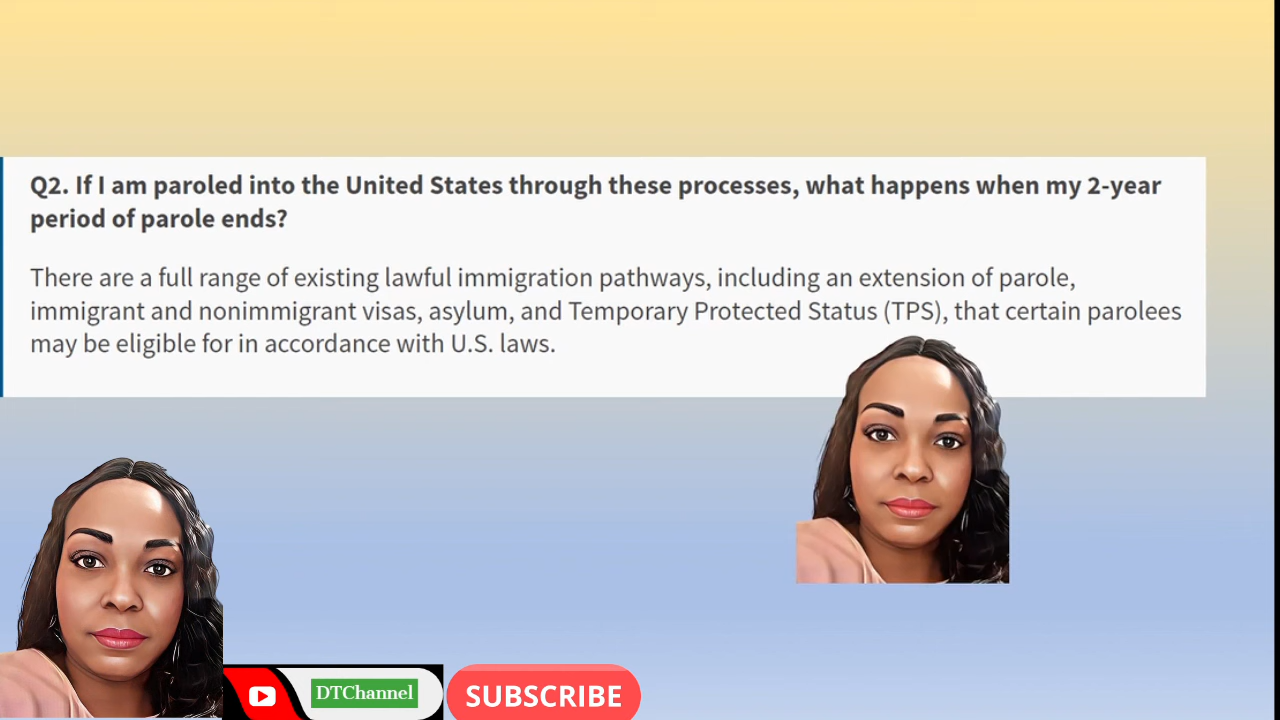 Q2. If I am paroled into the United States through these processes, what happens when my 2-year
period of parole ends?
There are a full range of existing lawful immigration pathways, including an extension of parole,
immigrant and nonimmigrant visas, asylum, and Temporary Protected Status (TPS), that certain parolees
may be eligible for in accordance with U.S. laws.
DTChannel
SUBSCRIBE